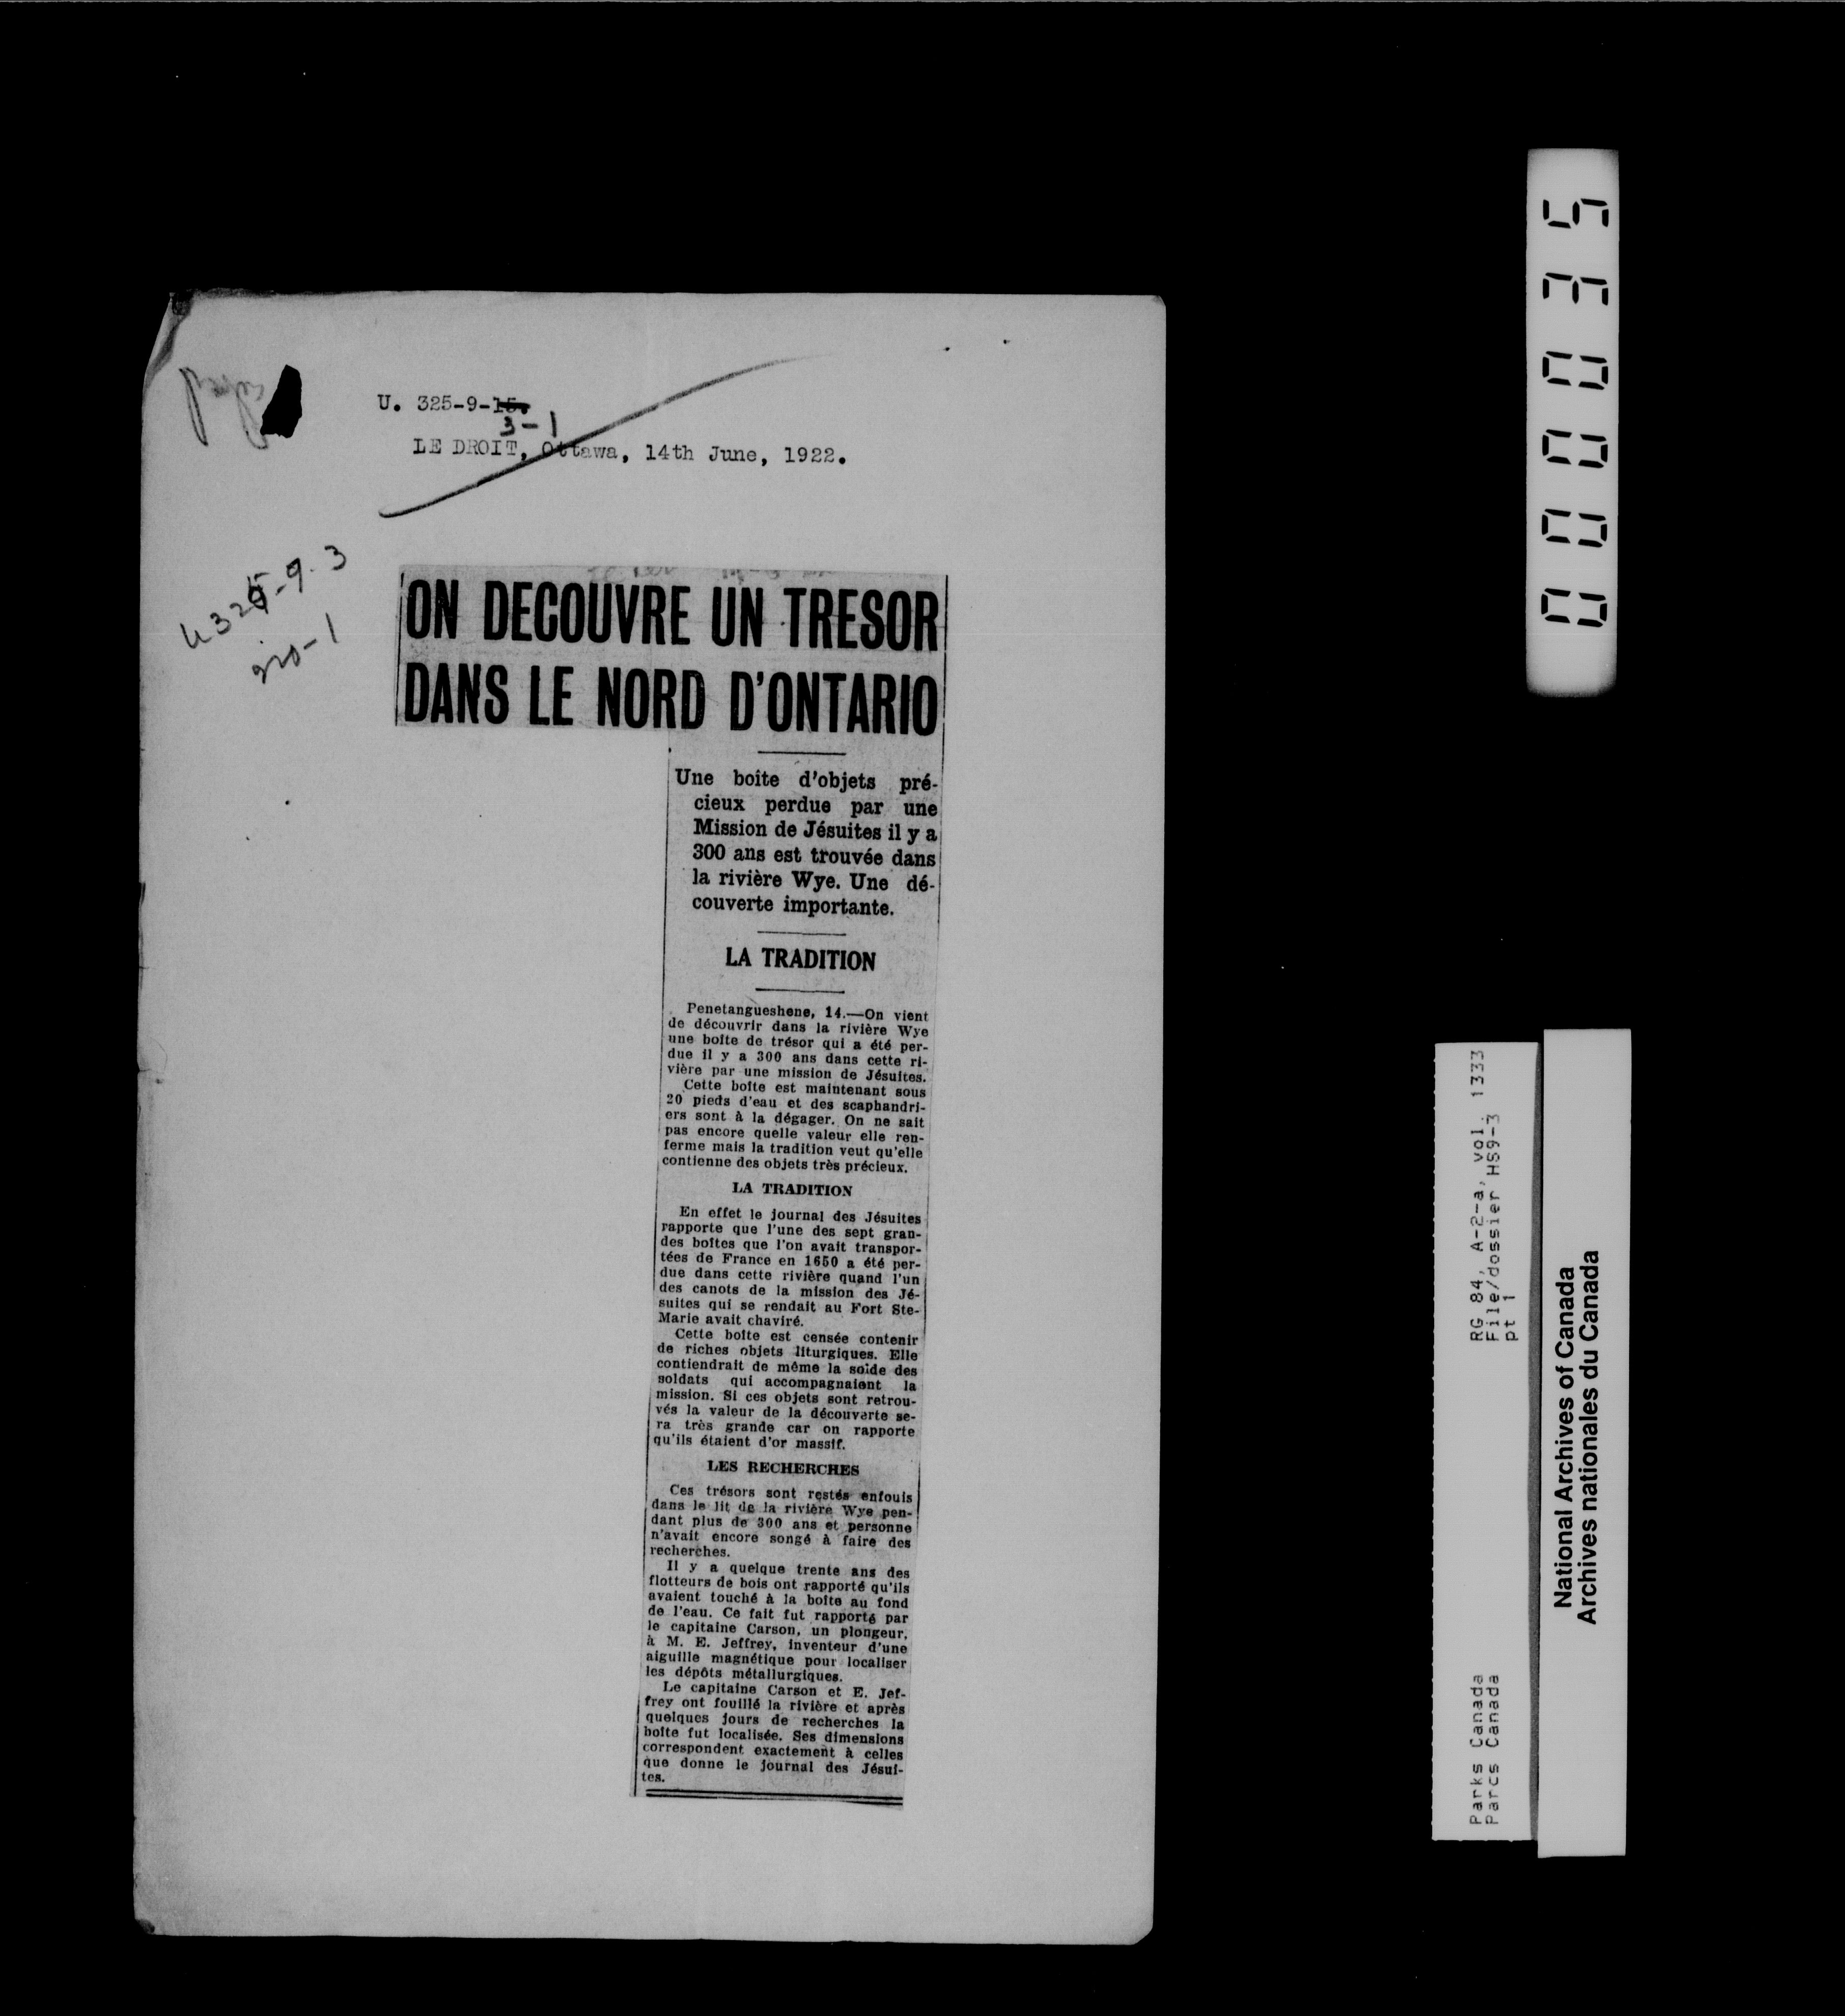 U. 325-9-15.
3-1
LE DROIT, Ottawa, 14th June, 1922.
U325-9-3
ON DECOUVRE UN TRESOR
DANS LE NORD D'ONTARIO
Une boîte d'objets pré-
cieux perdue par une
Mission de Jésuites il y a
300 ans est trouvée dans
la rivière Wye. Une dé-
couverte importante.
LA TRADITION
Penetangueshene, 14.—On vient
de découvrir dans la rivière Wye
une boîte de trésor qui a été per-
due il y a 300 ans dans cette ri-
vière par une mission de Jésuites.
Cette boîte est maintenant sous
20 pieds d'eau et des scaphandri-
ers sont à la dégager. On ne sait
pas encore quelle valeur elle ren-
ferme mais la tradition veut qu'elle
contienne des objets très précieux.
LA TRADITION
En effet le journal des Jésuites
rapporte que l'une des sept gran-
des boîtes que l'on avait transpor-
tées de France en 1650 a été per-
due dans cette rivière quand l'un
des canots de la mission des Jé-
suites qui se rendait au Fort Ste-
Marie avait chaviré.
Cette boîte est censée contenir
de riches objets liturgiques. Elle
contiendrait de même la solde des
soldats qui accompagnaient la
mission. Si ces objets sont retrou-
vés la valeur de la découverte se-
ra très grande car on rapporte
qu'ils étaient d'or massif.
LES RECHERCHES
Ces trésors sont restés enfouis
dans le lit de la rivière Wye pen-
dant plus de 300 ans et personne
n'avait encore songé à faire des
recherches.
Il y a quelque trente ans des
flotteurs de bois ont rapporté qu'ils
avaient touché à la boîte au fond
de l'eau. Ce fait fut rapporté par
le capitaine Carson, un plongeur,
à M. E. Jeffrey, inventeur d'une
aiguille magnétique pour localiser
les dépôts métallurgiques.
Le capitaine Carson et E. Jef-
frey ont fouillé la rivière et après
quelques jours de recherches la
boîte fut localisée. Ses dimensions
correspondent exactement à celles
que donne le journal des Jésui-
tes.
000035
RG 84, A-2-a, vol. 1333
File/dossier HS9-3
pt 1
Parks Canada
Parcs Canada
National Archives of Canada
Archives nationales du Canada